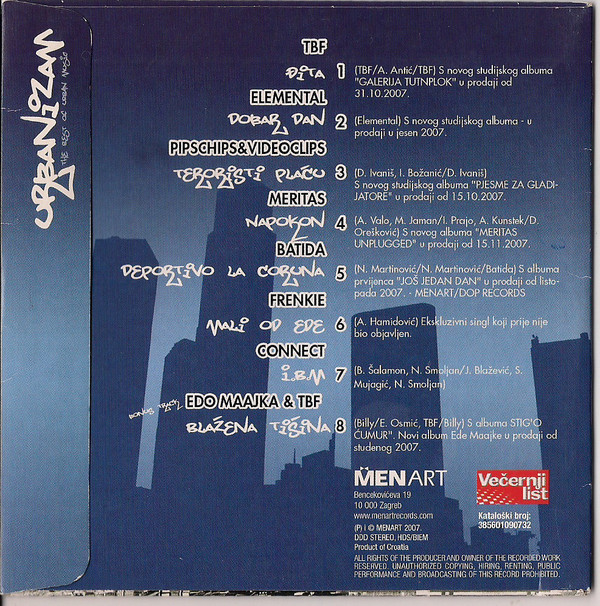 URBANIZAM
THE BEST OF URBAN MUSIC
TBF
ĐITA 1 (TBF/A. Antić/TBF) S novog studijskog albuma
"GALERIJA TUTNPLOK" u prodaji od
31.10.2007.
ELEMENTAL
DOBAR DAN 2 (Elemental) S novog studijskog albuma - u
prodaji u jesen 2007.
PIPSCHIPS&VIDEOCLIPS
TERORISTI PLAČU 3 (D. Ivaniš, I. Božanić/D. Ivaniš)
S novog studijskog albuma "PJESME ZA GLADI-
JATORE" u prodaji od 15.10.2007.
MERITAS
NAPOKON 4 (A. Valo, M. Jaman/I. Prajo, A. Kunstek/D.
Orešković) S novog albuma "MERITAS
UNPLUGGED" u prodaji od 15.11.2007.
BATIDA
DEPORTIVO LA CORUNA 5 (N. Martinović/N. Martinović/Batida) S albuma
prvijenca "JOŠ JEDAN DAN" u prodaji od listo-
pada 2007. - MENART/DOP RECORDS
FRENKIE
MALI OD EDE 6 (A. Hamidović) Ekskluzivni singl koji prije nije
bio objavljen.
CONNECT
I.B.M 7 (B. Šalamon, N. Smoljan/J. Blažević, S.
Mujagić, N. Smoljan)
BONUS TRACK EDO MAAJKA & TBF
BLAŽENA TIŠINA 8 (Billy/E. Osmić, TBF/Billy) S albuma STIG'O
ĆUMUR". Novi album Ede Maajke u prodaji od
studenog 2007.
MENART
Bencekovićeva 19
10 000 Zagreb
www.menartrecords.com
(P) i © MENART 2007.
DDD STEREO, HDS/BIEM
Product of Croatia
Večernji
list
Kataloški broj:
385601090732
ALL RIGHTS OF THE PRODUCER AND OWNER OF THE RECORDED WORK
RESERVED. UNAUTHORIZED COPYING, HIRING, RENTING, PUBLIC
PERFORMANCE AND BROADCASTING OF THIS RECORD PROHIBITED.